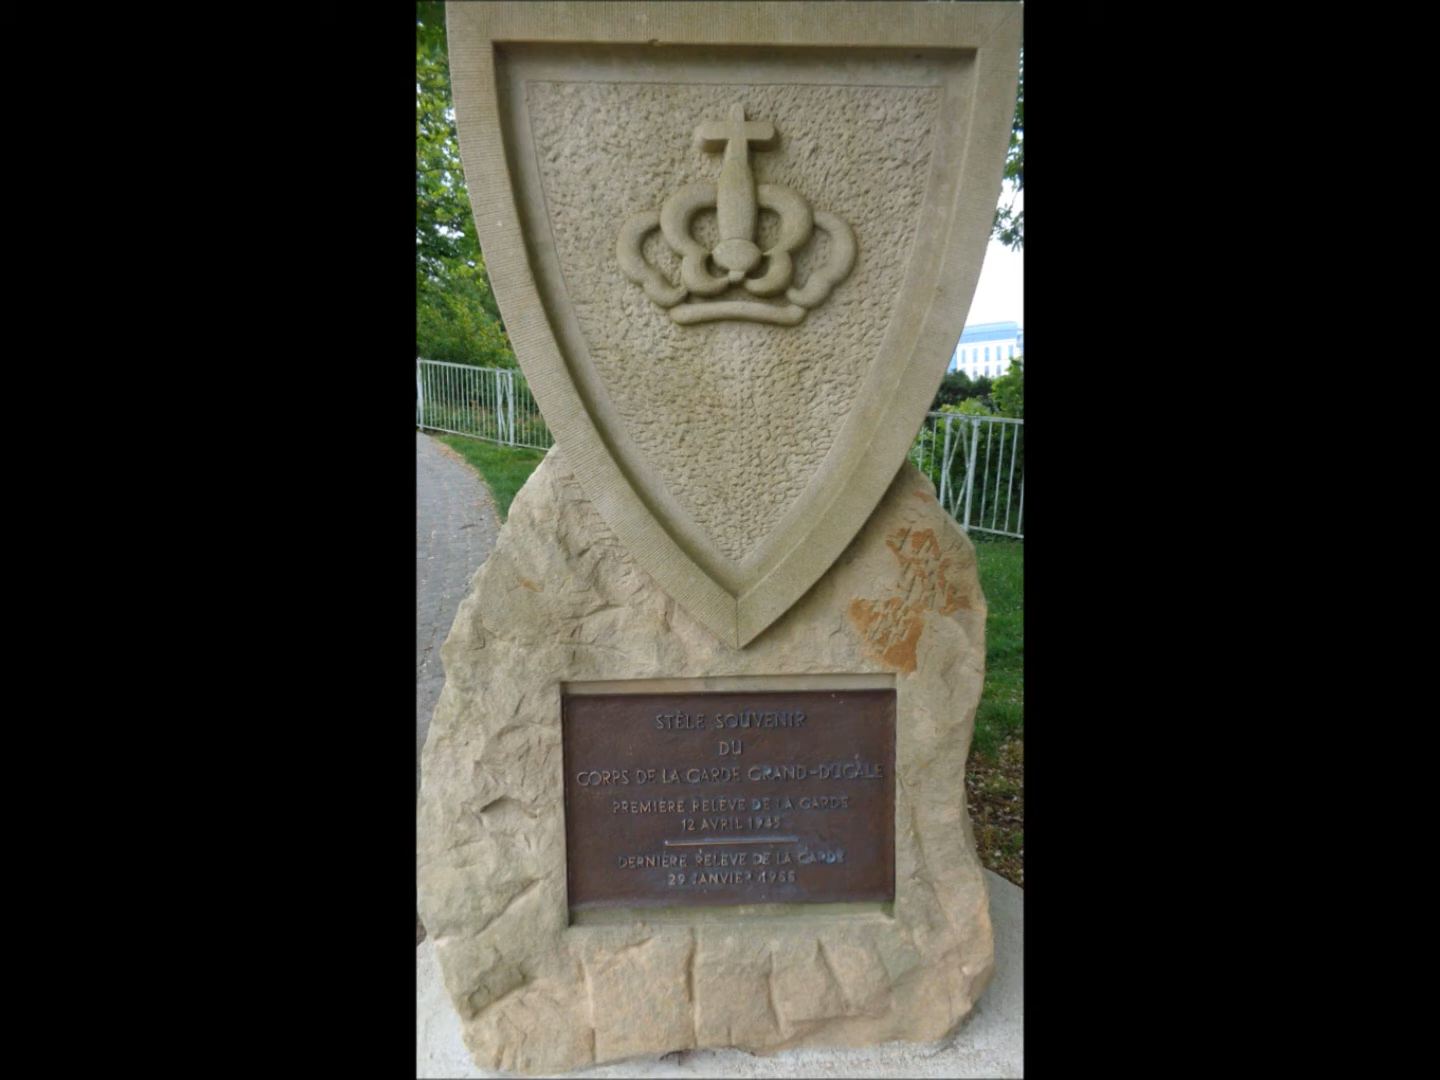 STÈLE SOUVENIR
DU
CORPS DE LA GARDE GRAND-DUCALE
PREMIÈRE RELÈVE DE LA GARDE
12 AVRIL 1945
DERNIÈRE RELÈVE DE LA GARDE
29 JANVIER 1966